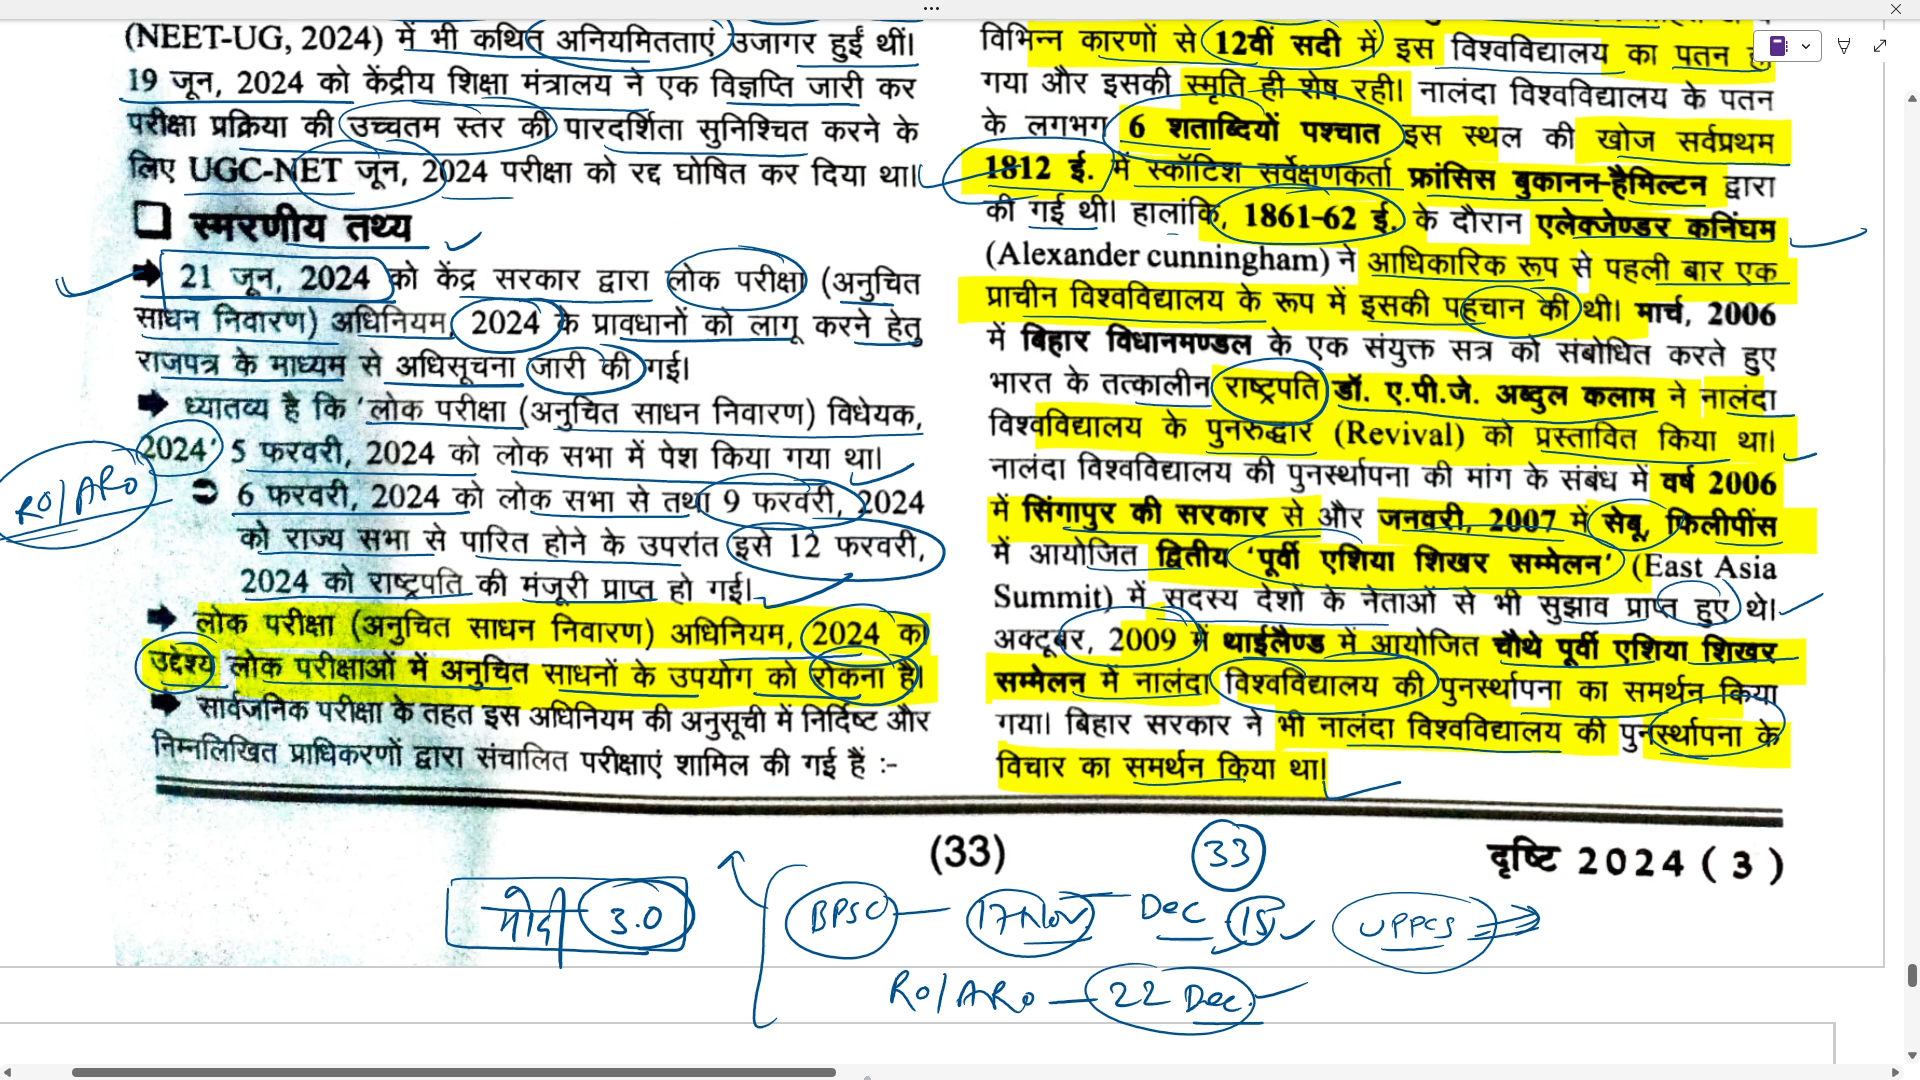 (NEET-UG, 2024) में भी कथित अनियमितताएं उजागर हुईं थीं।
19 जून, 2024 को केंद्रीय शिक्षा मंत्रालय ने एक विज्ञप्ति जारी कर
परीक्षा प्रक्रिया की उच्चतम स्तर की पारदर्शिता सुनिश्चित करने के
लिए UGC-NET जून, 2024 परीक्षा को रद्द घोषित कर दिया था।
स्मरणीय तथ्य
21 जून, 2024 को केंद्र सरकार द्वारा लोक परीक्षा (अनुचित
साधन निवारण) अधिनियम, 2024 के प्रावधानों को लागू करने हेतु
राजपत्र के माध्यम से अधिसूचना जारी की गई।
ध्यातव्य है कि 'लोक परीक्षा (अनुचित साधन निवारण) विधेयक,
2024' 5 फरवरी, 2024 को लोक सभा में पेश किया गया था।
RO/ARO
6 फरवरी, 2024 को लोक सभा से तथा 9 फरवरी, 2024
को राज्य सभा से पारित होने के उपरांत इसे 12 फरवरी,
2024 को राष्ट्रपति की मंजूरी प्राप्त हो गई।
लोक परीक्षा (अनुचित साधन निवारण) अधिनियम, 2024 का
उद्देश्य लोक परीक्षाओं में अनुचित साधनों के उपयोग को रोकना है।
सार्वजनिक परीक्षा के तहत इस अधिनियम की अनुसूची में निर्दिष्ट और
निम्नलिखित प्राधिकरणों द्वारा संचालित परीक्षाएं शामिल की गई हैं :-
विभिन्न कारणों से 12वीं सदी में इस विश्वविद्यालय का पतन हो
गया और इसकी स्मृति ही शेष रही। नालंदा विश्वविद्यालय के पतन
के लगभग 6 शताब्दियों पश्चात इस स्थल की खोज सर्वप्रथम
1812 ई. में स्कॉटिश सर्वेक्षणकर्ता फ्रांसिस बुकानन-हैमिल्टन द्वारा
की गई थी। हालांकि, 1861-62 ई. के दौरान एलेक्जेण्डर कनिंघम
(Alexander cunningham) ने आधिकारिक रूप से पहली बार एक
प्राचीन विश्वविद्यालय के रूप में इसकी पहचान की थी। मार्च, 2006
में बिहार विधानमण्डल के एक संयुक्त सत्र को संबोधित करते हुए
भारत के तत्कालीन राष्ट्रपति डॉ. ए.पी.जे. अब्दुल कलाम ने नालंदा
विश्वविद्यालय के पुनरुद्धार (Revival) को प्रस्तावित किया था।
नालंदा विश्वविद्यालय की पुनर्स्थापना की मांग के संबंध में वर्ष 2006
में सिंगापुर की सरकार से और जनवरी, 2007 में सेबू, फिलीपींस
में आयोजित द्वितीय 'पूर्वी एशिया शिखर सम्मेलन' (East Asia
Summit) में सदस्य देशों के नेताओं से भी सुझाव प्राप्त हुए थे।
अक्टूबर, 2009 में थाईलैण्ड में आयोजित चौथे पूर्वी एशिया शिखर
सम्मेलन में नालंदा विश्वविद्यालय की पुनर्स्थापना का समर्थन किया
गया। बिहार सरकार ने भी नालंदा विश्वविद्यालय की पुनर्स्थापना के
विचार का समर्थन किया था।
(33) 33 दृष्टि 2024 ( 3 )
मोदी 3.0 BPSC 17 Nov Dec 15 UPPCS
RO/ARO 22 Dec.